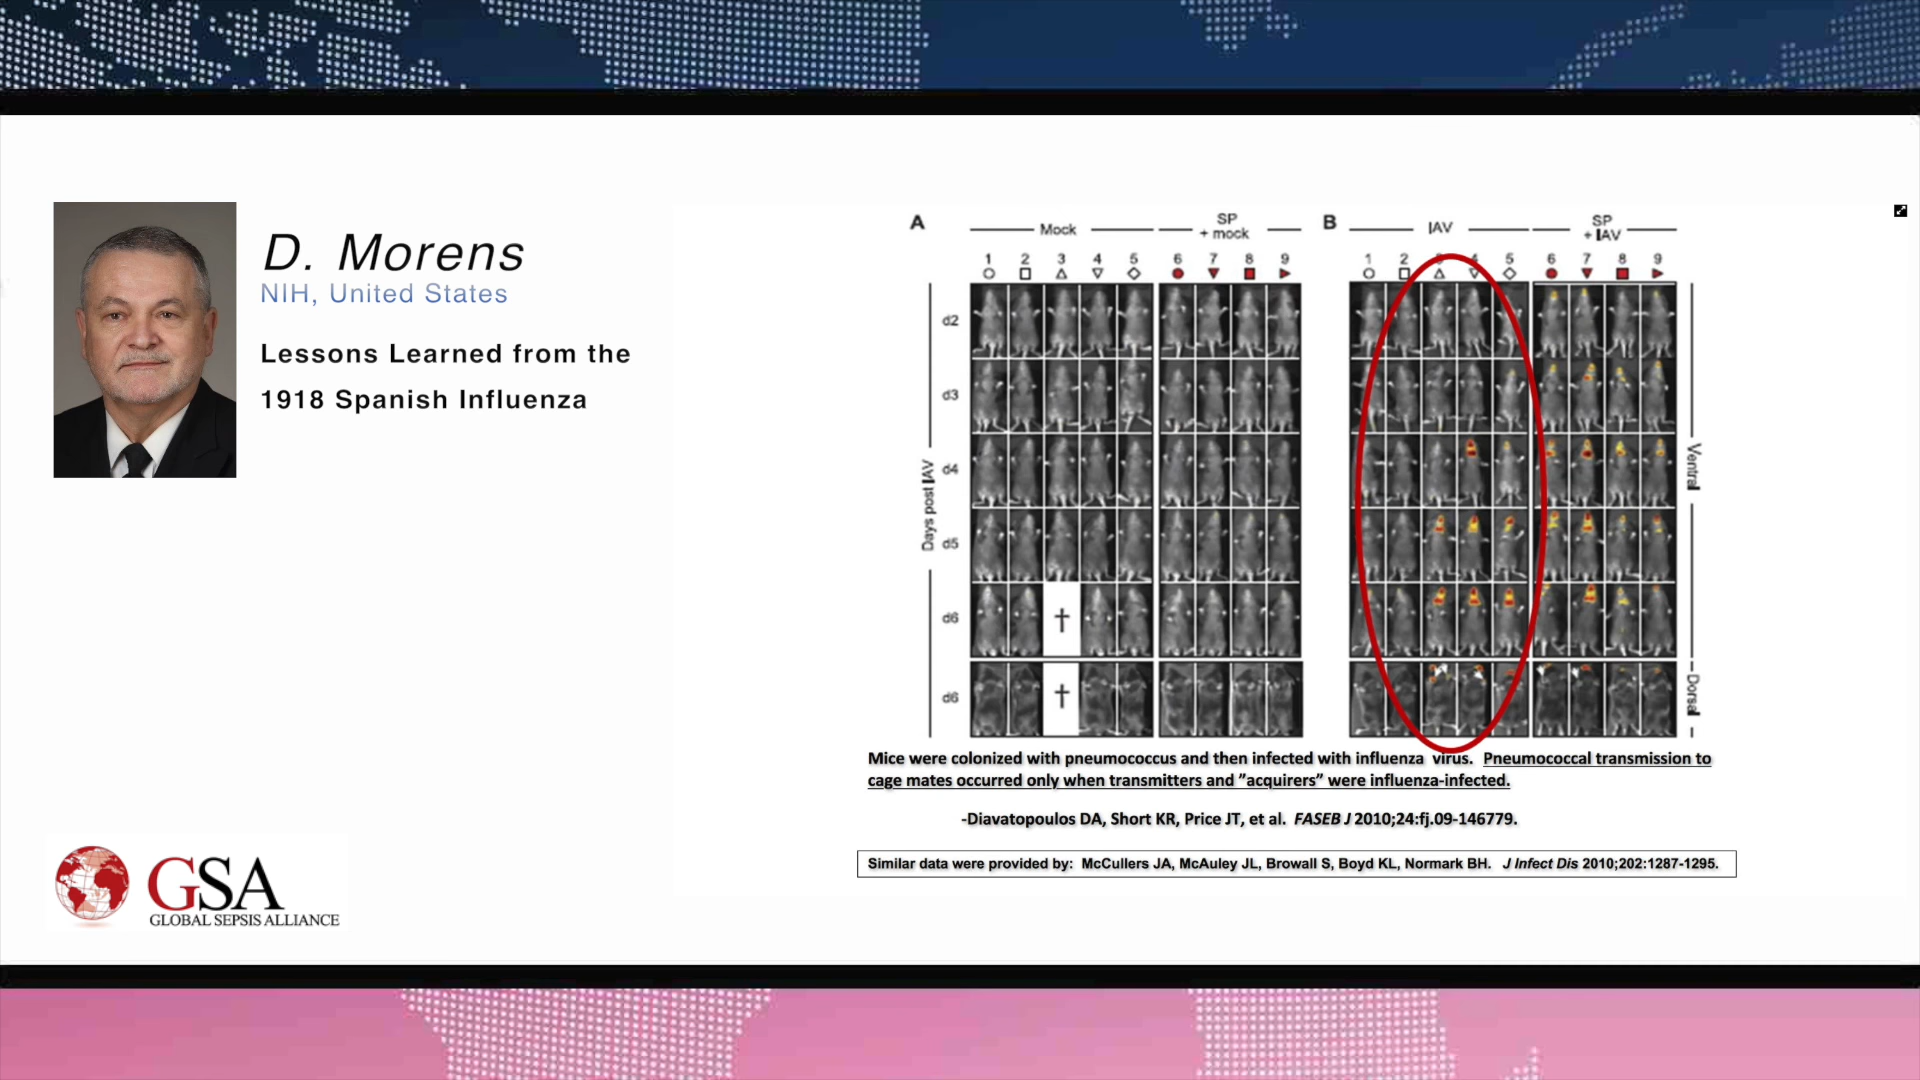 D. Morens
NIH, United States
Lessons Learned from the
1918 Spanish Influenza
GSA
GLOBAL SEPSIS ALLIANCE
A
Mock
SP
+ mock
1 2 3 4 5 6 7 8 9
Days post IAV
d2
d3
d4
d5
d6
†
d6
†
B
IAV
SP
+ IAV
1 2 3 4 5 6 7 8 9
Ventral
Dorsal
Mice were colonized with pneumococcus and then infected with influenza virus. Pneumococcal transmission to
cage mates occurred only when transmitters and ”acquirers” were influenza-infected.
-Diavatopoulos DA, Short KR, Price JT, et al. FASEB J 2010;24:fj.09-146779.
Similar data were provided by: McCullers JA, McAuley JL, Browall S, Boyd KL, Normark BH. J Infect Dis 2010;202:1287-1295.